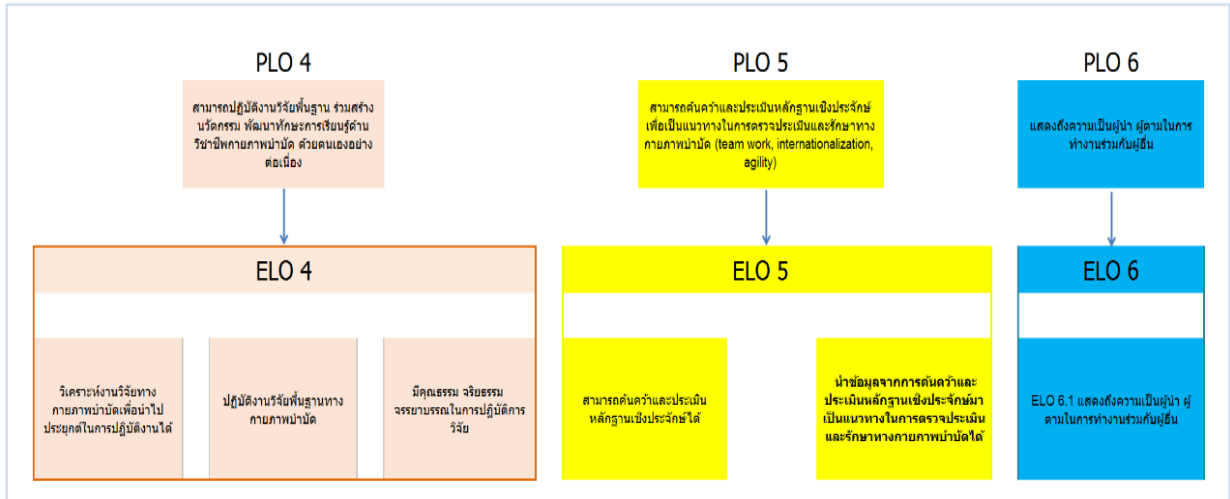 PLO 4
สามารถปฏิบัติงานวิจัยพื้นฐาน ร่วมสร้าง
นวัตกรรม พัฒนาทักษะการเรียนรู้ด้าน
วิชาชีพกายภาพบำบัด ด้วยตนเองอย่าง
ต่อเนื่อง
ELO 4
วิเคราะห์งานวิจัยทาง
กายภาพบำบัดเพื่อนำไป
ประยุกต์ในการปฏิบัติงานได้
ปฏิบัติงานวิจัยพื้นฐานทาง
กายภาพบำบัด
มีคุณธรรม จริยธรรม
จรรยาบรรณในการปฏิบัติการ
วิจัย
PLO 5
สามารถค้นคว้าและประเมินหลักฐานเชิงประจักษ์
เพื่อเป็นแนวทางในการตรวจประเมินและรักษาทาง
กายภาพบำบัด (team work, internationalization,
agility)
ELO 5
สามารถค้นคว้าและประเมิน
หลักฐานเชิงประจักษ์ได้
นำข้อมูลจากการค้นคว้าและ
ประเมินหลักฐานเชิงประจักษ์มา
เป็นแนวทางในการตรวจประเมิน
และรักษาทางกายภาพบำบัดได้
PLO 6
แสดงถึงความเป็นผู้นำ ผู้ตามในการ
ทำงานร่วมกับผู้อื่น
ELO 6
ELO 6.1 แสดงถึงความเป็นผู้นำ ผู้
ตามในการทำงานร่วมกับผู้อื่น